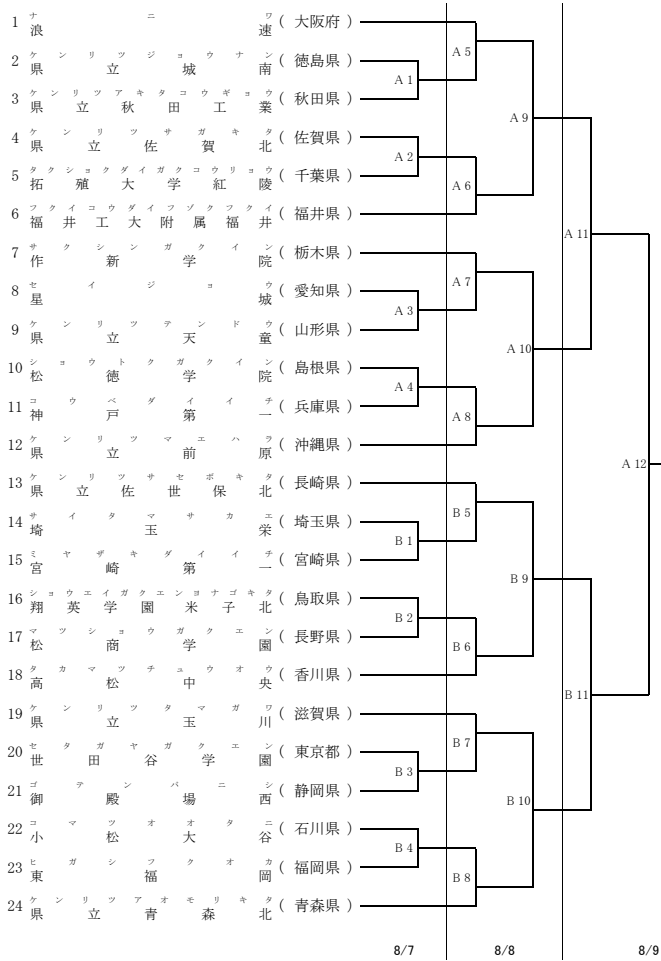 ナニワ
1 浪速 ( 大阪府 )
ケンリツジョウナン
2 県立城南 ( 徳島県 )
ケンリツアキタコウギョウ
3 県立秋田工業 ( 秋田県 )
ケンリツサガキタ
4 県立佐賀北 ( 佐賀県 )
タクショクダイガクコウリョウ
5 拓殖大学紅陵 ( 千葉県 )
フクイコウダイフゾクフクイ
6 福井工大附属福井 ( 福井県 )
サクシンガクイン
7 作新学院 ( 栃木県 )
セイジョウ
8 星城 ( 愛知県 )
ケンリツテンドウ
9 県立天童 ( 山形県 )
ショウトクガクイン
10 松徳学院 ( 島根県 )
コウベダイイチ
11 神戸第一 ( 兵庫県 )
ケンリツマエハラ
12 県立前原 ( 沖縄県 )
ケンリツサセボキタ
13 県立佐世保北 ( 長崎県 )
サイタマサカエ
14 埼玉栄 ( 埼玉県 )
ミヤザキダイイチ
15 宮崎第一 ( 宮崎県 )
ショウエイガクエンヨナゴキタ
16 翔英学園米子北 ( 鳥取県 )
マツショウガクエン
17 松商学園 ( 長野県 )
タカマツチュウオウ
18 高松中央 ( 香川県 )
ケンリツタマガワ
19 県立玉川 ( 滋賀県 )
セタガヤガクエン
20 世田谷学園 ( 東京都 )
ゴテンバニシ
21 御殿場西 ( 静岡県 )
コマツオオタニ
22 小松大谷 ( 石川県 )
ヒガシフクオカ
23 東福岡 ( 福岡県 )
ケンリツアオモリキタ
24 県立青森北 ( 青森県 )
A 1
A 2
A 3
A 4
B 1
B 2
B 3
B 4
A 5
A 6
A 7
A 8
B 5
B 6
B 7
B 8
A 9
A 10
B 9
B 10
A 11
B 11
A 12
8/7 8/8 8/9